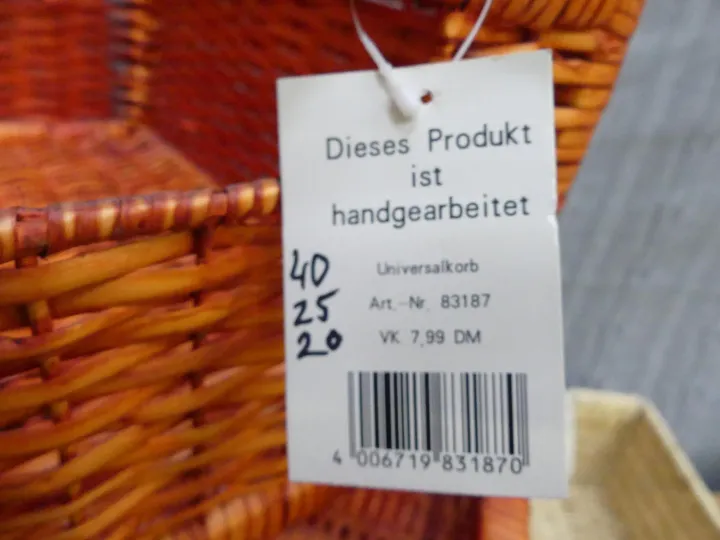 Dieses Produkt
ist
handgearbeitet
40
25
20
Universalkorb
Art.-Nr. 83187
VK 7,99 DM
4 006719 831870